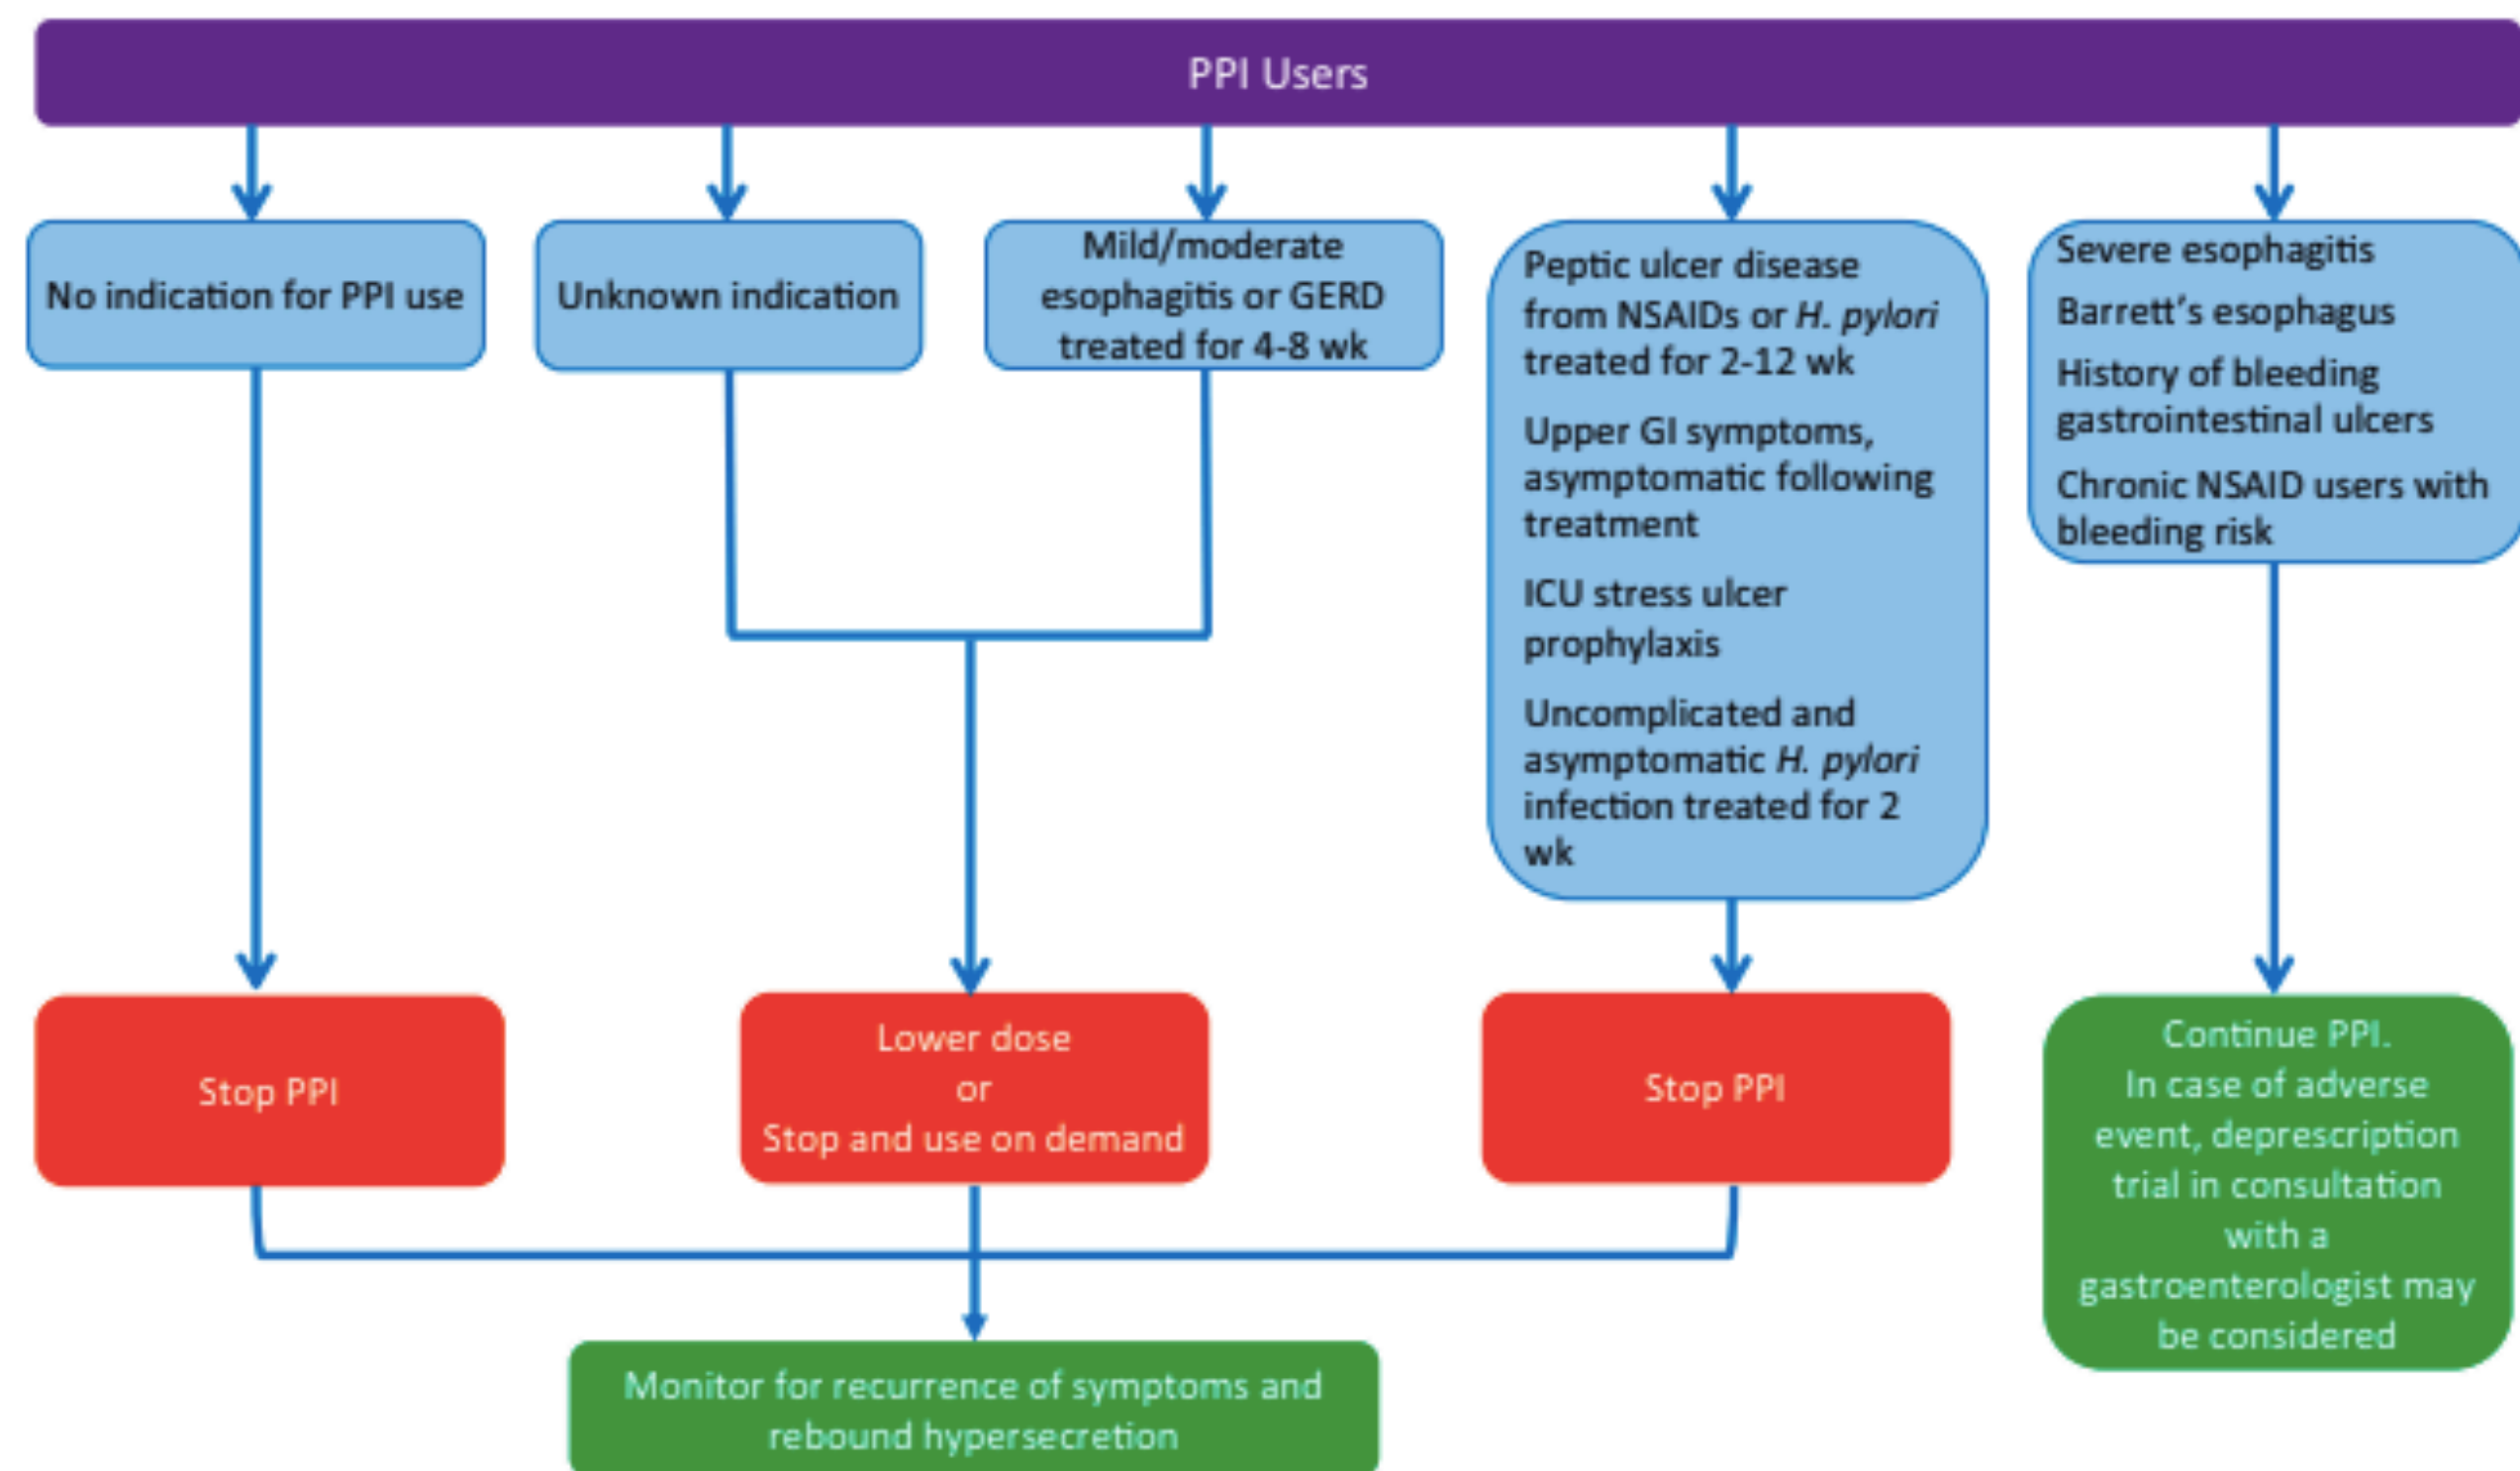 PPI Users
No indication for PPI use
Unknown indication
Mild/moderate
esophagitis or GERD
treated for 4-8 wk
Peptic ulcer disease
from NSAIDs or H. pylori
treated for 2-12 wk
Upper GI symptoms,
asymptomatic following
treatment
ICU stress ulcer
prophylaxis
Uncomplicated and
asymptomatic H. pylori
infection treated for 2
wk
Severe esophagitis
Barrett’s esophagus
History of bleeding
gastrointestinal ulcers
Chronic NSAID users with
bleeding risk
Stop PPI
Lower dose
or
Stop and use on demand
Stop PPI
Continue PPI.
In case of adverse
event, deprescription
trial in consultation
with a
gastroenterologist may
be considered
Monitor for recurrence of symptoms and
rebound hypersecretion